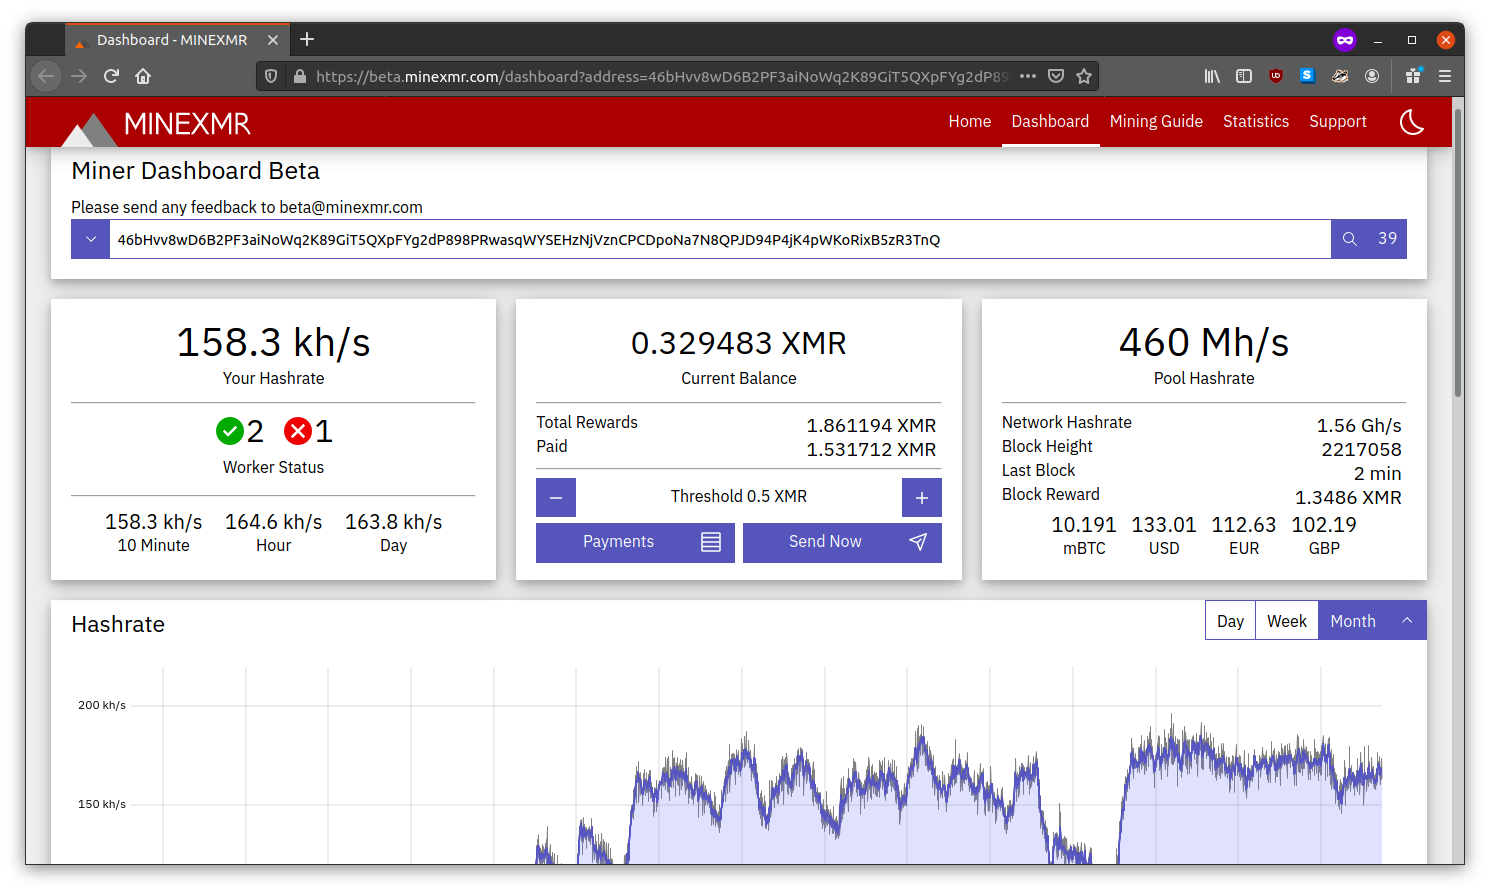 Dashboard - MINEXMR
https://beta.minexmr.com/dashboard?address=46bHvv8wD6B2PF3aiNoWq2K89GiT5QXpFYg2dP89
MINEXMR
Home Dashboard Mining Guide Statistics Support
Miner Dashboard Beta
Please send any feedback to beta@minexmr.com
46bHvv8wD6B2PF3aiNoWq2K89GiT5QXpFYg2dP898PRwasqWYSEHzNjVznCPCDpoNa7N8QPJD94P4jK4pWKoRixB5zR3TnQ 39
158.3 kh/s
Your Hashrate
2 1
Worker Status
158.3 kh/s 164.6 kh/s 163.8 kh/s
10 Minute Hour Day
0.329483 XMR
Current Balance
Total Rewards 1.861194 XMR
Paid 1.531712 XMR
Threshold 0.5 XMR
Payments Send Now
460 Mh/s
Pool Hashrate
Network Hashrate 1.56 Gh/s
Block Height 2217058
Last Block 2 min
Block Reward 1.3486 XMR
10.191 133.01 112.63 102.19
mBTC USD EUR GBP
Hashrate
Day Week Month
200 kh/s
150 kh/s